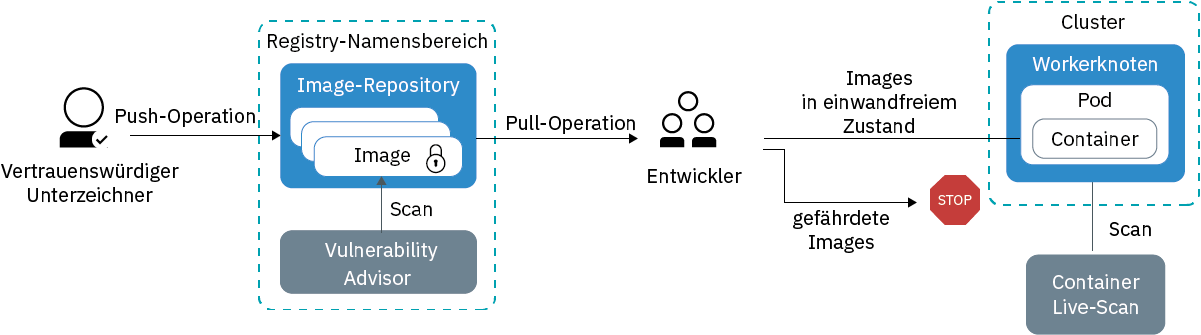 Vertrauenswürdiger
Unterzeichner
Push-Operation
Registry-Namensbereich
Image-Repository
Image
Scan
Vulnerability
Advisor
Pull-Operation
Entwickler
Images
in einwandfreiem
Zustand
gefährdete
Images
STOP
Cluster
Workerknoten
Pod
Container
Scan
Container
Live-Scan